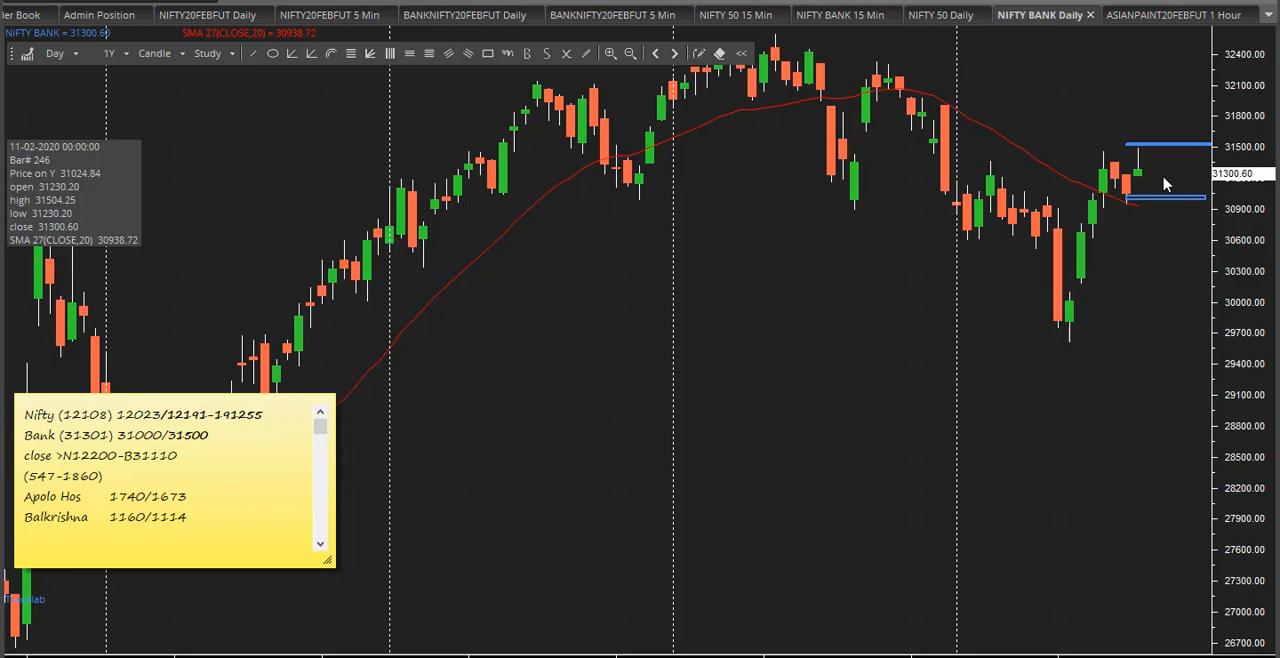 ler Book Admin Position NIFTY20FEBFUT Daily NIFTY20FEBFUT 5 Min BANKNIFTY20FEBFUT Daily BANKNIFTY20FEBFUT 5 Min NIFTY 50 15 Min NIFTY BANK 15 Min NIFTY 50 Daily NIFTY BANK Daily ASIANPAINT20FEBFUT 1 Hour
NIFTY BANK = 31300.60 SMA 27(CLOSE,20) = 30938.72
Day 1Y Candle Study
32400.00
32100.00
31800.00
31500.00
31300.60
30900.00
30600.00
30300.00
30000.00
29700.00
29400.00
29100.00
28800.00
28500.00
28200.00
27900.00
27600.00
27300.00
27000.00
26700.00
11-02-2020 00:00:00
Bar# 246
Price on Y 31024.84
open 31230.20
high 31504.25
low 31230.20
close 31300.60
SMA 27(CLOSE,20) 30938.72
Nifty (12108) 12023/12191-191255
Bank (31301) 31000/31500
close >N12200-B31110
(547-1860)
Apolo Hos 1740/1673
Balkrishna 1160/1114